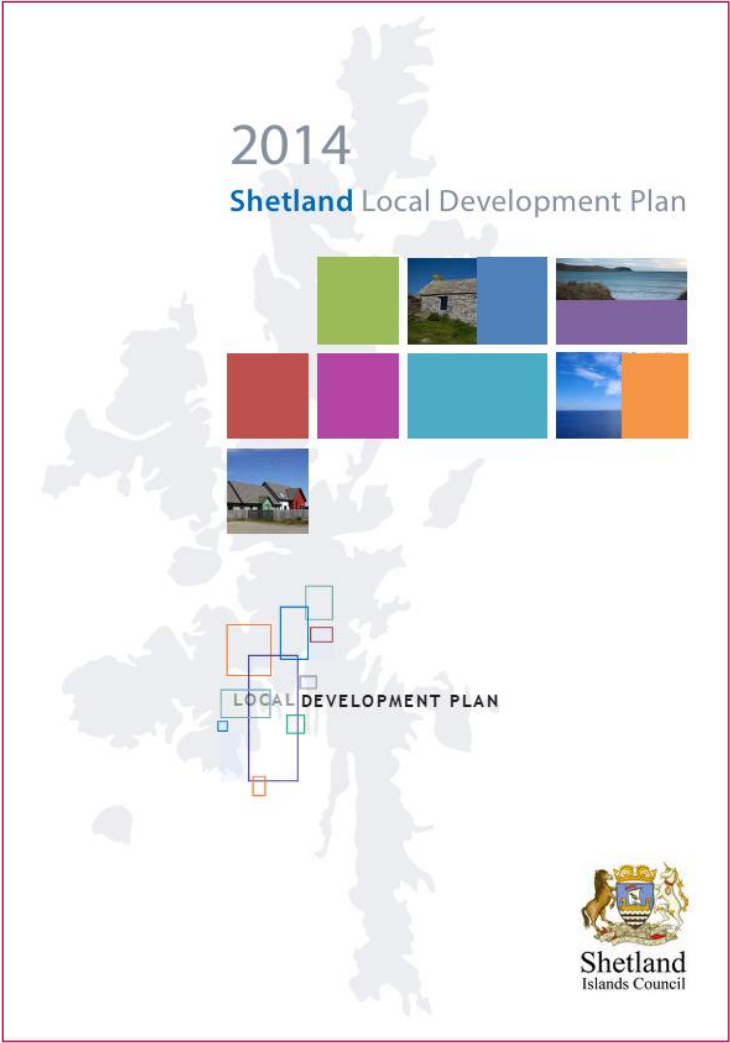 2014
Shetland Local Development Plan
LOCAL DEVELOPMENT PLAN
Shetland
Islands Council